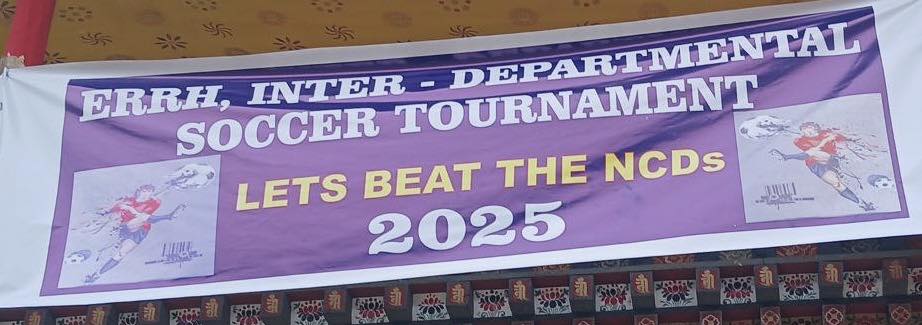 ERRH, INTER - DEPARTMENTAL
SOCCER TOURNAMENT
LETS BEAT THE NCDs
2025